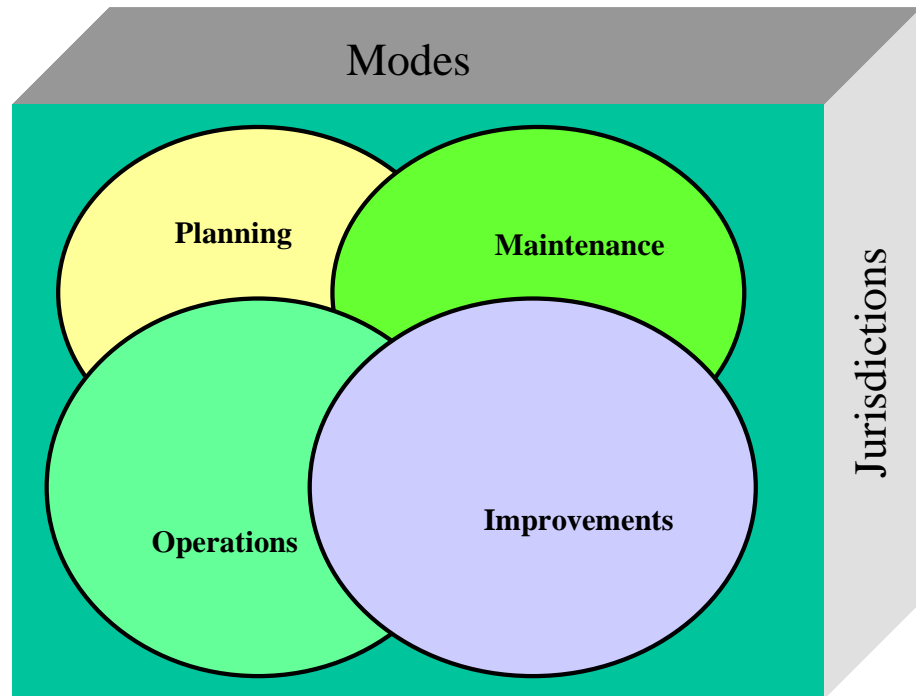 Modes
Planning
Maintenance
Jurisdictions
Operations
Improvements